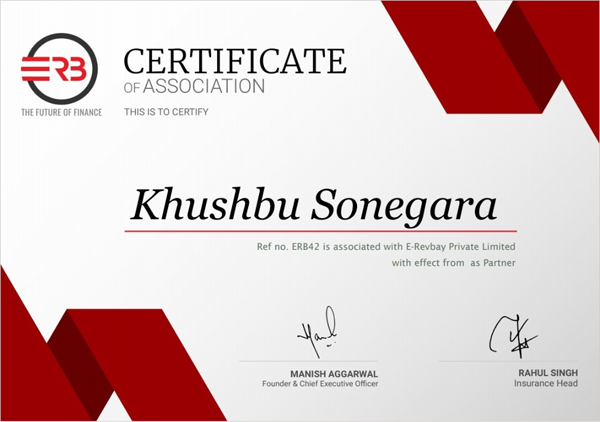 ERB
THE FUTURE OF FINANCE
CERTIFICATE
OF ASSOCIATION
THIS IS TO CERTIFY
Khushbu Sonegara
Ref no. ERB42 is associated with E-Revbay Private Limited
with effect from as Partner
MANISH AGGARWAL
Founder & Chief Executive Officer
RAHUL SINGH
Insurance Head